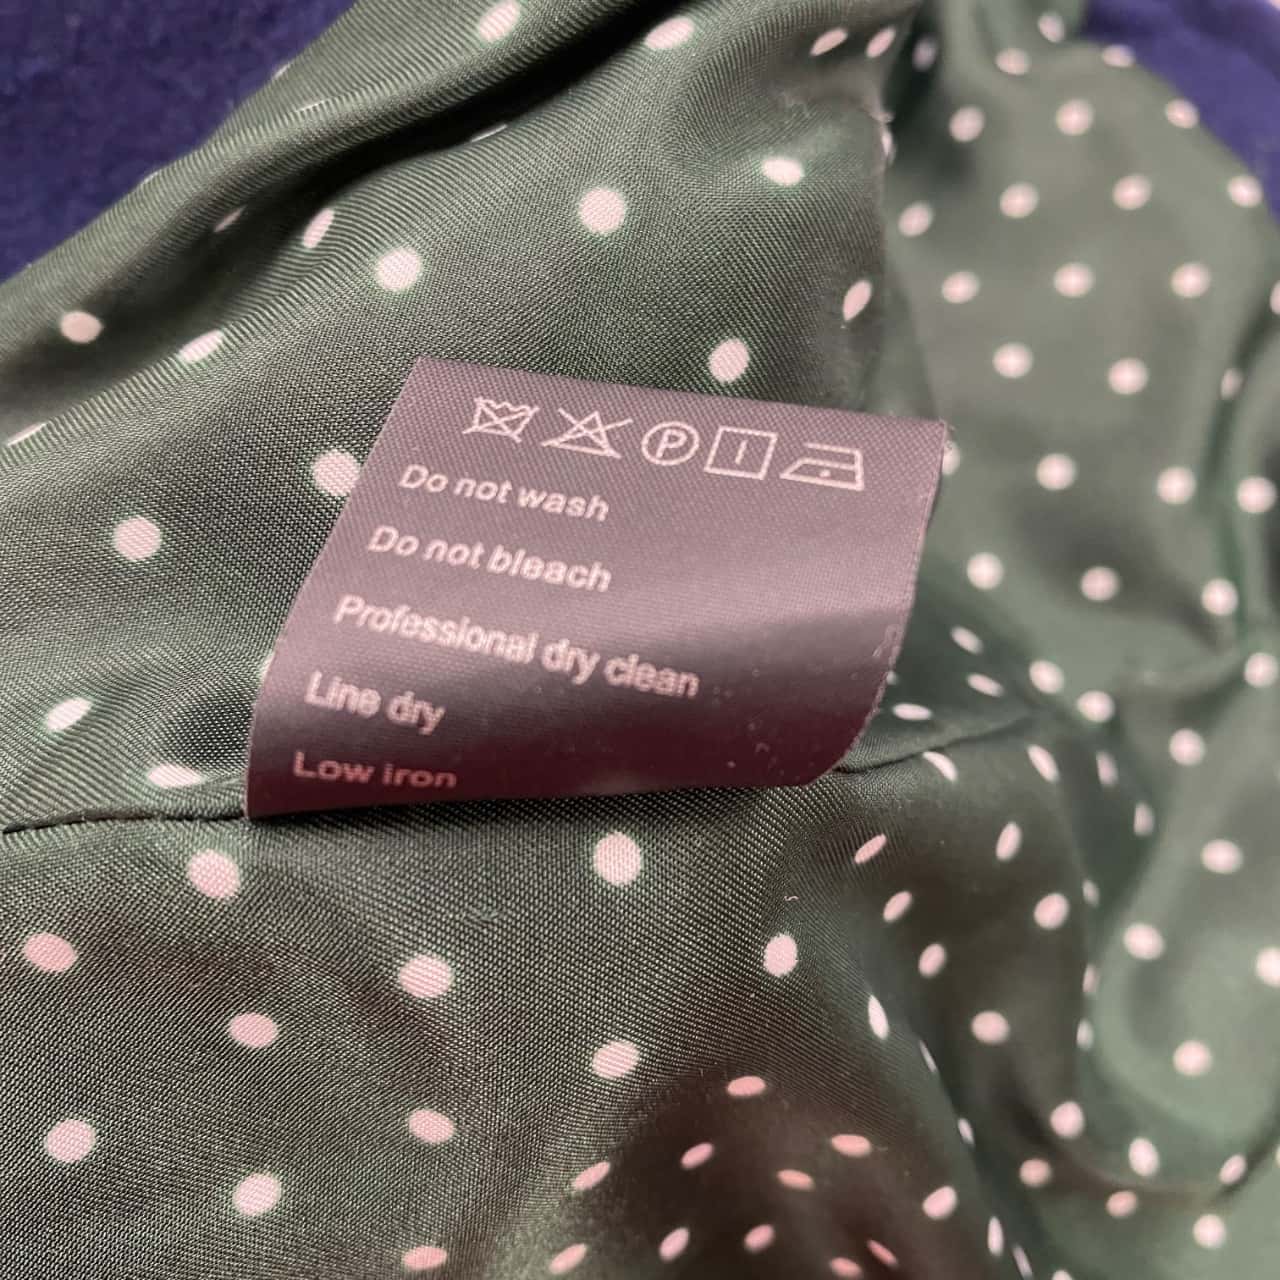 P
Do not wash
Do not bleach
Professional dry clean
Line dry
Low iron